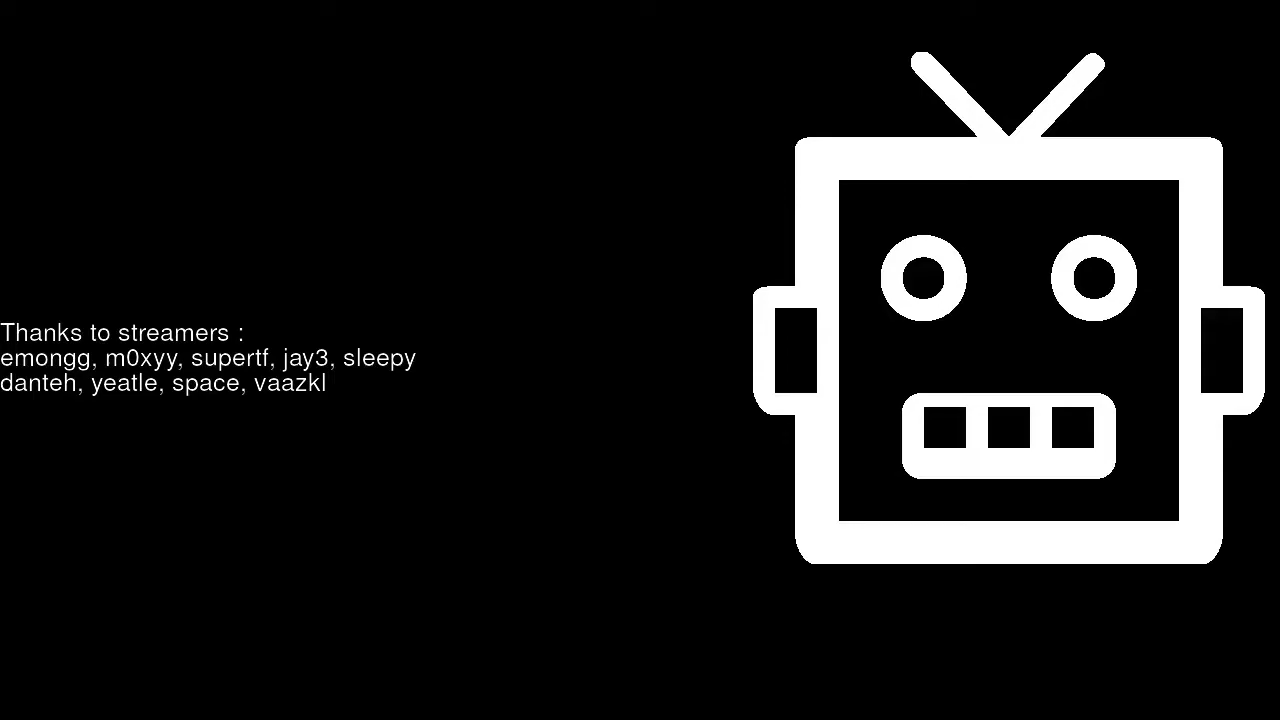 Thanks to streamers :
emongg, m0xyy, supertf, jay3, sleepy
danteh, yeatle, space, vaazkl